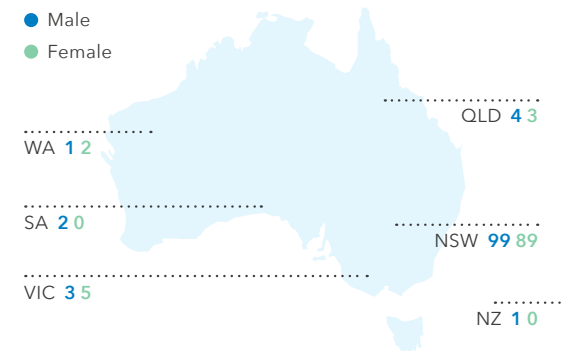 Male
Female
QLD 4 3
WA 1 2
SA 2 0
NSW 99 89
VIC 3 5
NZ 1 0